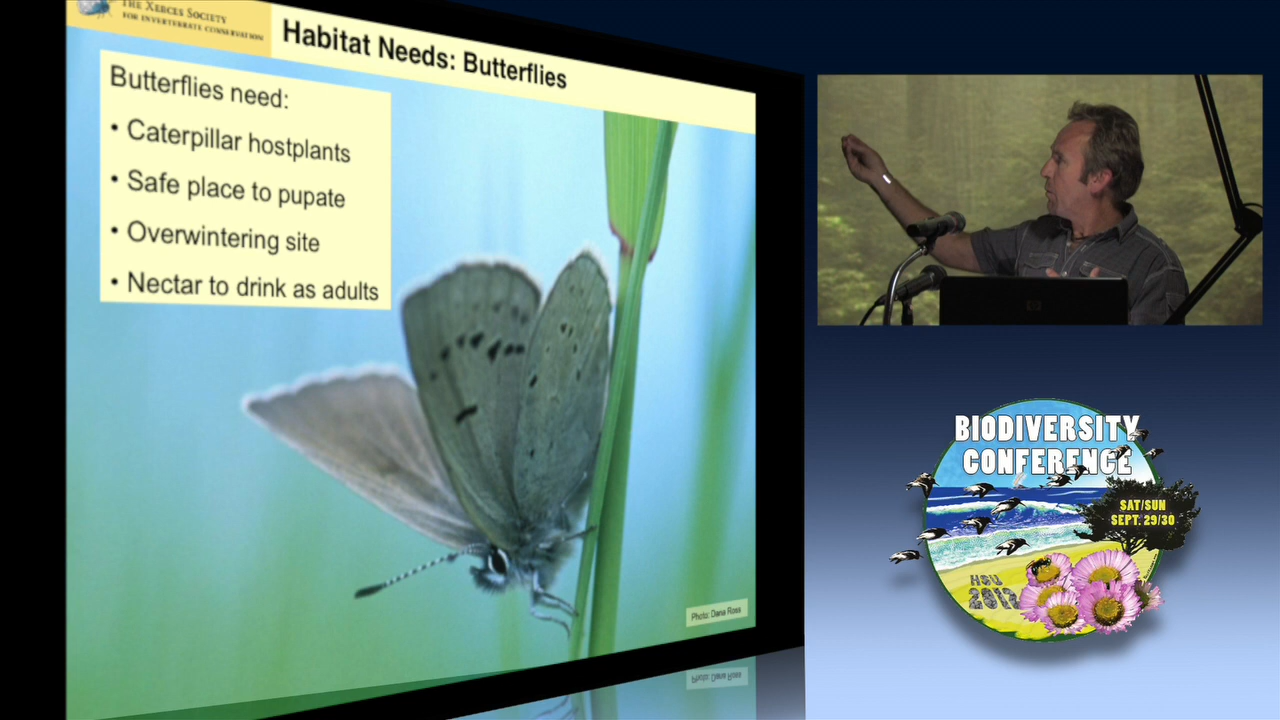 THE XERCES SOCIETY
FOR INVERTEBRATE CONSERVATION
Habitat Needs: Butterflies
Butterflies need:
• Caterpillar hostplants
• Safe place to pupate
• Overwintering site
• Nectar to drink as adults
Photo: Dana Ross
BIODIVERSITY
CONFERENCE
SAT/SUN
SEPT. 29/30
HSU
2012
hp